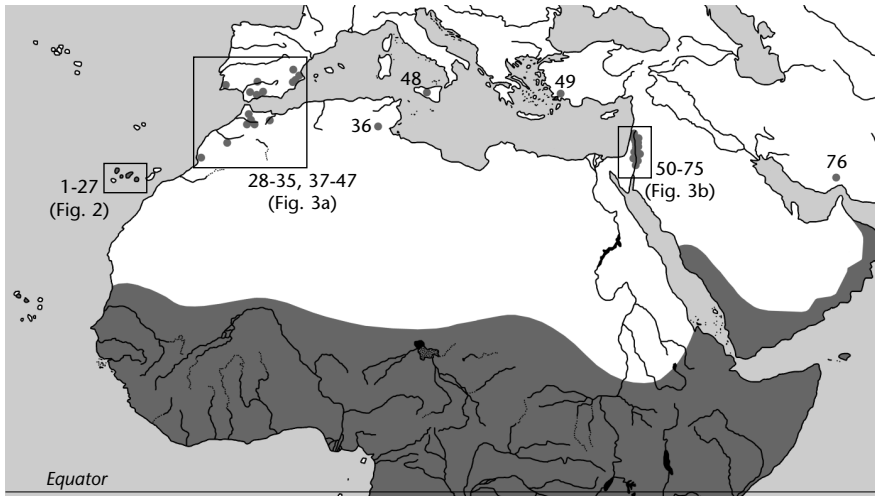 48
49
36
1-27
(Fig. 2)
28-35, 37-47
(Fig. 3a)
50-75
(Fig. 3b)
76
Equator